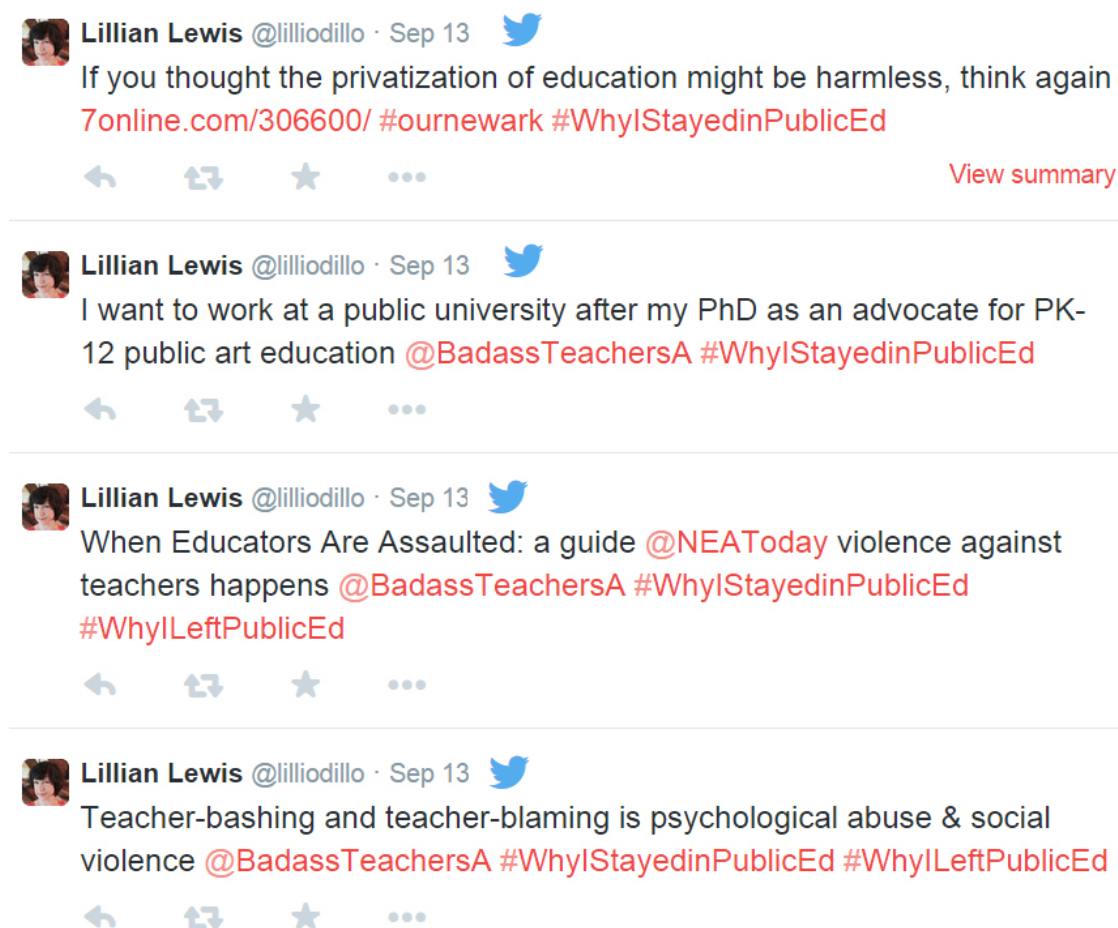 Lillian Lewis @lilliodillo · Sep 13
If you thought the privatization of education might be harmless, think again
7online.com/306600/ #ournewark #WhyIStayedinPublicEd
View summary
Lillian Lewis @lilliodillo · Sep 13
I want to work at a public university after my PhD as an advocate for PK-
12 public art education @BadassTeachersA #WhyIStayedinPublicEd
Lillian Lewis @lilliodillo · Sep 13
When Educators Are Assaulted: a guide @NEAToday violence against
teachers happens @BadassTeachersA #WhyIStayedinPublicEd
#WhyILeftPublicEd
Lillian Lewis @lilliodillo · Sep 13
Teacher-bashing and teacher-blaming is psychological abuse & social
violence @BadassTeachersA #WhyIStayedinPublicEd #WhyILeftPublicEd